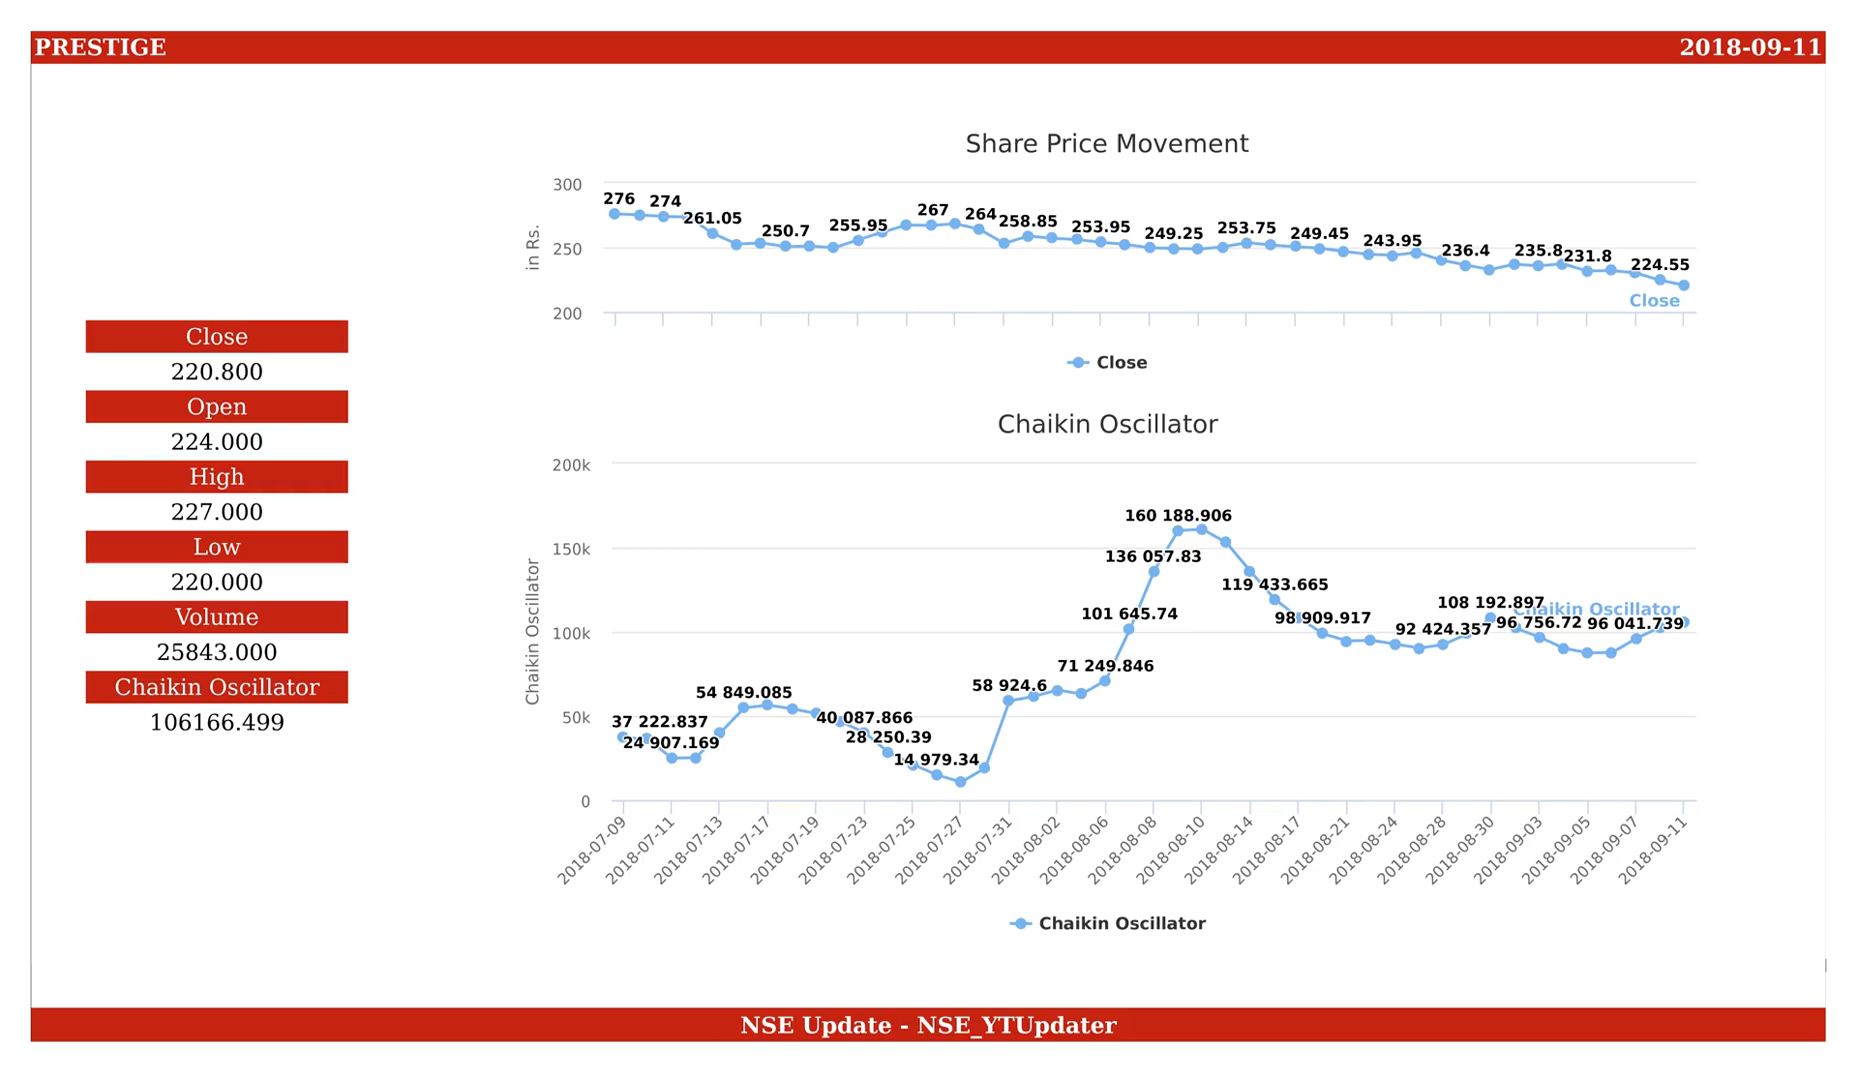 PRESTIGE
2018-09-11
Close
220.800
Open
224.000
High
227.000
Low
220.000
Volume
25843.000
Chaikin Oscillator
106166.499
Share Price Movement
in Rs.
300
250
200
276 274 261.05 250.7 255.95 267 264 258.85 253.95 249.25 253.75 249.45 243.95 236.4 235.8 231.8 224.55
Close
Close
Chaikin Oscillator
Chaikin Oscillator
200k
150k
100k
50k
0
37 222.837
24 907.169
54 849.085
40 087.866
28 250.39
14 979.34
58 924.6
71 249.846
101 645.74
136 057.83
160 188.906
119 433.665
98 909.917
92 424.357
108 192.897
96 756.72
96 041.739
Chaikin Oscillator
2018-07-09 2018-07-11 2018-07-13 2018-07-17 2018-07-19 2018-07-23 2018-07-25 2018-07-27 2018-07-31 2018-08-02 2018-08-06 2018-08-08 2018-08-10 2018-08-14 2018-08-17 2018-08-21 2018-08-24 2018-08-28 2018-08-30 2018-09-03 2018-09-05 2018-09-07 2018-09-11
Chaikin Oscillator
NSE Update - NSE_YTUpdater